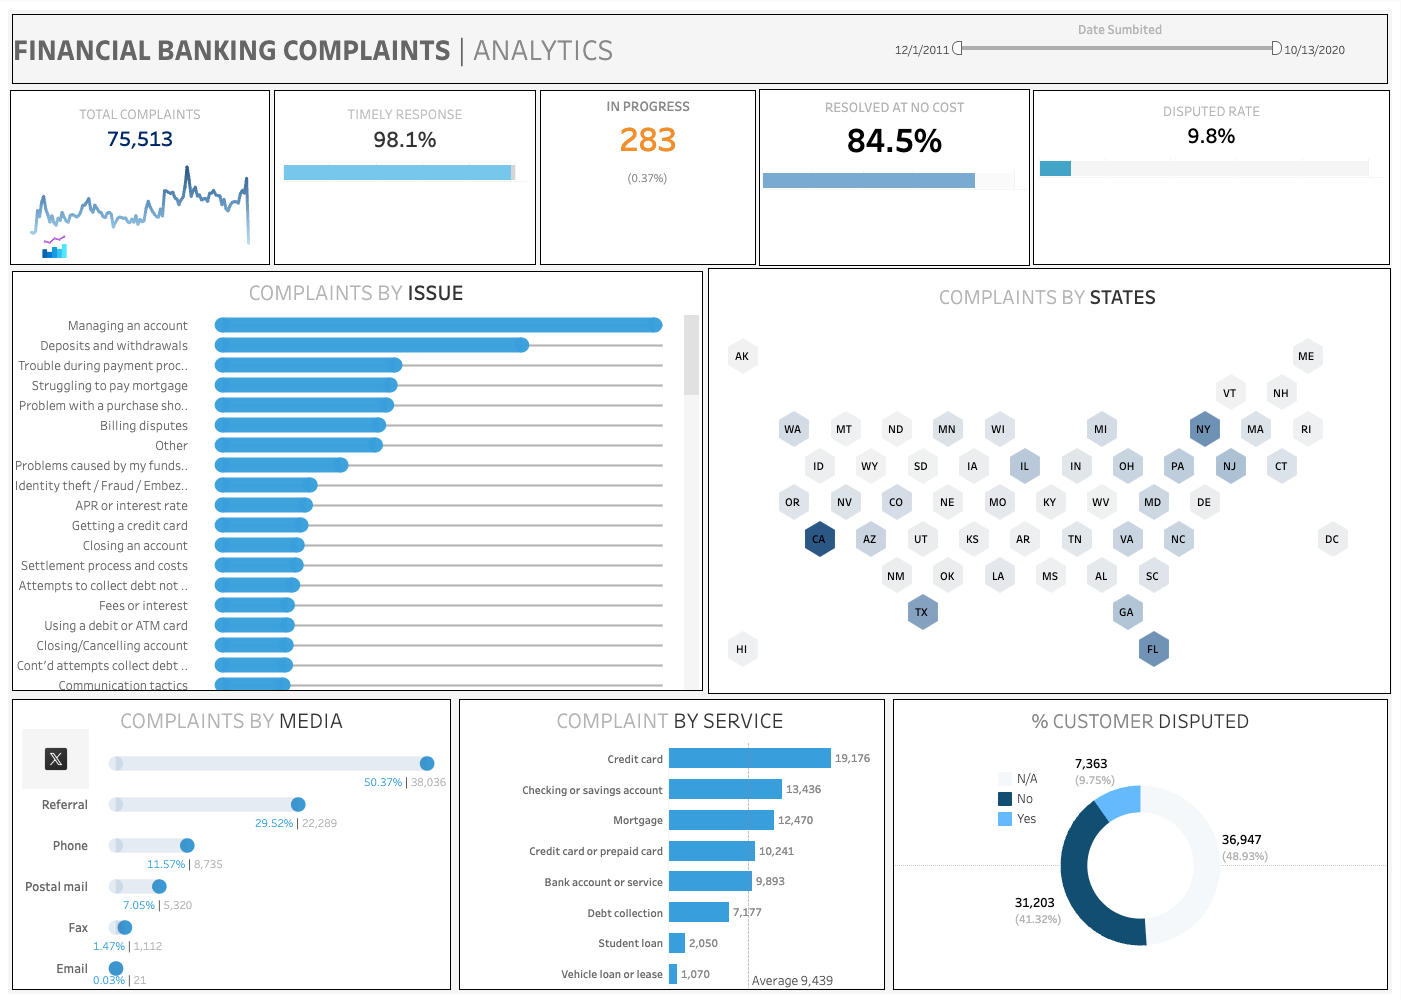 FINANCIAL BANKING COMPLAINTS | ANALYTICS
Date Sumbited
12/1/2011
10/13/2020
TOTAL COMPLAINTS
75,513
TIMELY RESPONSE
98.1%
IN PROGRESS
283
(0.37%)
RESOLVED AT NO COST
84.5%
DISPUTED RATE
9.8%
COMPLAINTS BY ISSUE
Managing an account
Deposits and withdrawals
Trouble during payment proc..
Struggling to pay mortgage
Problem with a purchase sho..
Billing disputes
Other
Problems caused by my funds..
Identity theft / Fraud / Embez..
APR or interest rate
Getting a credit card
Closing an account
Settlement process and costs
Attempts to collect debt not ..
Fees or interest
Using a debit or ATM card
Closing/Cancelling account
Cont'd attempts collect debt ..
Communication tactics
COMPLAINTS BY STATES
AK ME
VT NH
WA MT ND MN WI MI NY MA RI
ID WY SD IA IL IN OH PA NJ CT
OR NV CO NE MO KY WV MD DE
CA AZ UT KS AR TN VA NC DC
NM OK LA MS AL SC
TX GA
HI FL
COMPLAINTS BY MEDIA
X
50.37% | 38,036
Referral
29.52% | 22,289
Phone
11.57% | 8,735
Postal mail
7.05% | 5,320
Fax
1.47% | 1,112
Email
0.03% | 21
COMPLAINT BY SERVICE
Credit card 19,176
Checking or savings account 13,436
Mortgage 12,470
Credit card or prepaid card 10,241
Bank account or service 9,893
Debt collection 7,177
Student loan 2,050
Vehicle loan or lease 1,070
Average 9,439
% CUSTOMER DISPUTED
N/A
No
Yes
7,363
(9.75%)
36,947
(48.93%)
31,203
(41.32%)